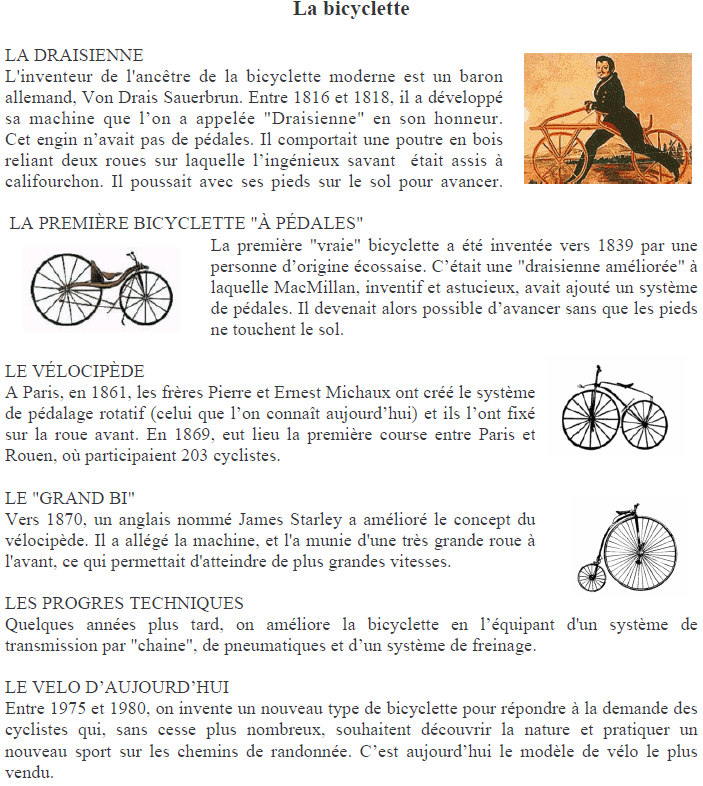 La bicyclette
LA DRAISIENNE
L'inventeur de l'ancêtre de la bicyclette moderne est un baron
allemand, Von Drais Sauerbrun. Entre 1816 et 1818, il a développé
sa machine que l'on a appelée "Draisienne" en son honneur.
Cet engin n’avait pas de pédales. Il comportait une poutre en bois
reliant deux roues sur laquelle l’ingénieux savant était assis à
califourchon. Il poussait avec ses pieds sur le sol pour avancer.
LA PREMIÈRE BICYCLETTE "À PÉDALES"
La première "vraie" bicyclette a été inventée vers 1839 par une
personne d’origine écossaise. C’était une "draisienne améliorée" à
laquelle MacMillan, inventif et astucieux, avait ajouté un système
de pédales. Il devenait alors possible d’avancer sans que les pieds
ne touchent le sol.
LE VÉLOCIPÈDE
A Paris, en 1861, les frères Pierre et Ernest Michaux ont créé le système
de pédalage rotatif (celui que l’on connaît aujourd’hui) et ils l’ont fixé
sur la roue avant. En 1869, eut lieu la première course entre Paris et
Rouen, où participaient 203 cyclistes.
LE "GRAND BI"
Vers 1870, un anglais nommé James Starley a amélioré le concept du
vélocipède. Il a allégé la machine, et l'a munie d'une très grande roue à
l'avant, ce qui permettait d'atteindre de plus grandes vitesses.
LES PROGRES TECHNIQUES
Quelques années plus tard, on améliore la bicyclette en l’équipant d'un système de
transmission par "chaine", de pneumatiques et d’un système de freinage.
LE VELO D’AUJOURD’HUI
Entre 1975 et 1980, on invente un nouveau type de bicyclette pour répondre à la demande des
cyclistes qui, sans cesse plus nombreux, souhaitent découvrir la nature et pratiquer un
nouveau sport sur les chemins de randonnée. C’est aujourd’hui le modèle de vélo le plus
vendu.